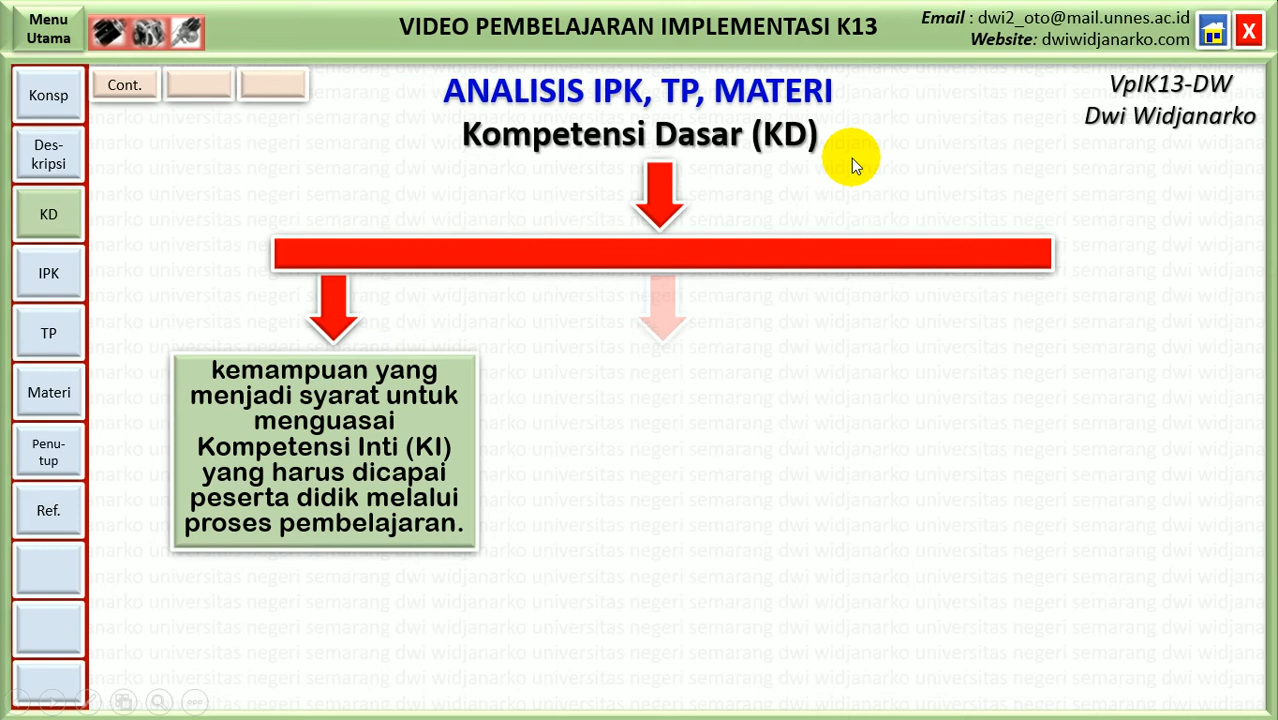 Menu
Utama
VIDEO PEMBELAJARAN IMPLEMENTASI K13
Email : dwi2_oto@mail.unnes.ac.id
Website: dwiwidjanarko.com
X
Konsp
Des-
kripsi
KD
IPK
TP
Materi
Penu-
tup
Ref.
Cont.
ANALISIS IPK, TP, MATERI
Kompetensi Dasar (KD)
VpIK13-DW
Dwi Widjanarko
kemampuan yang
menjadi syarat untuk
menguasai
Kompetensi Inti (KI)
yang harus dicapai
peserta didik melalui
proses pembelajaran.